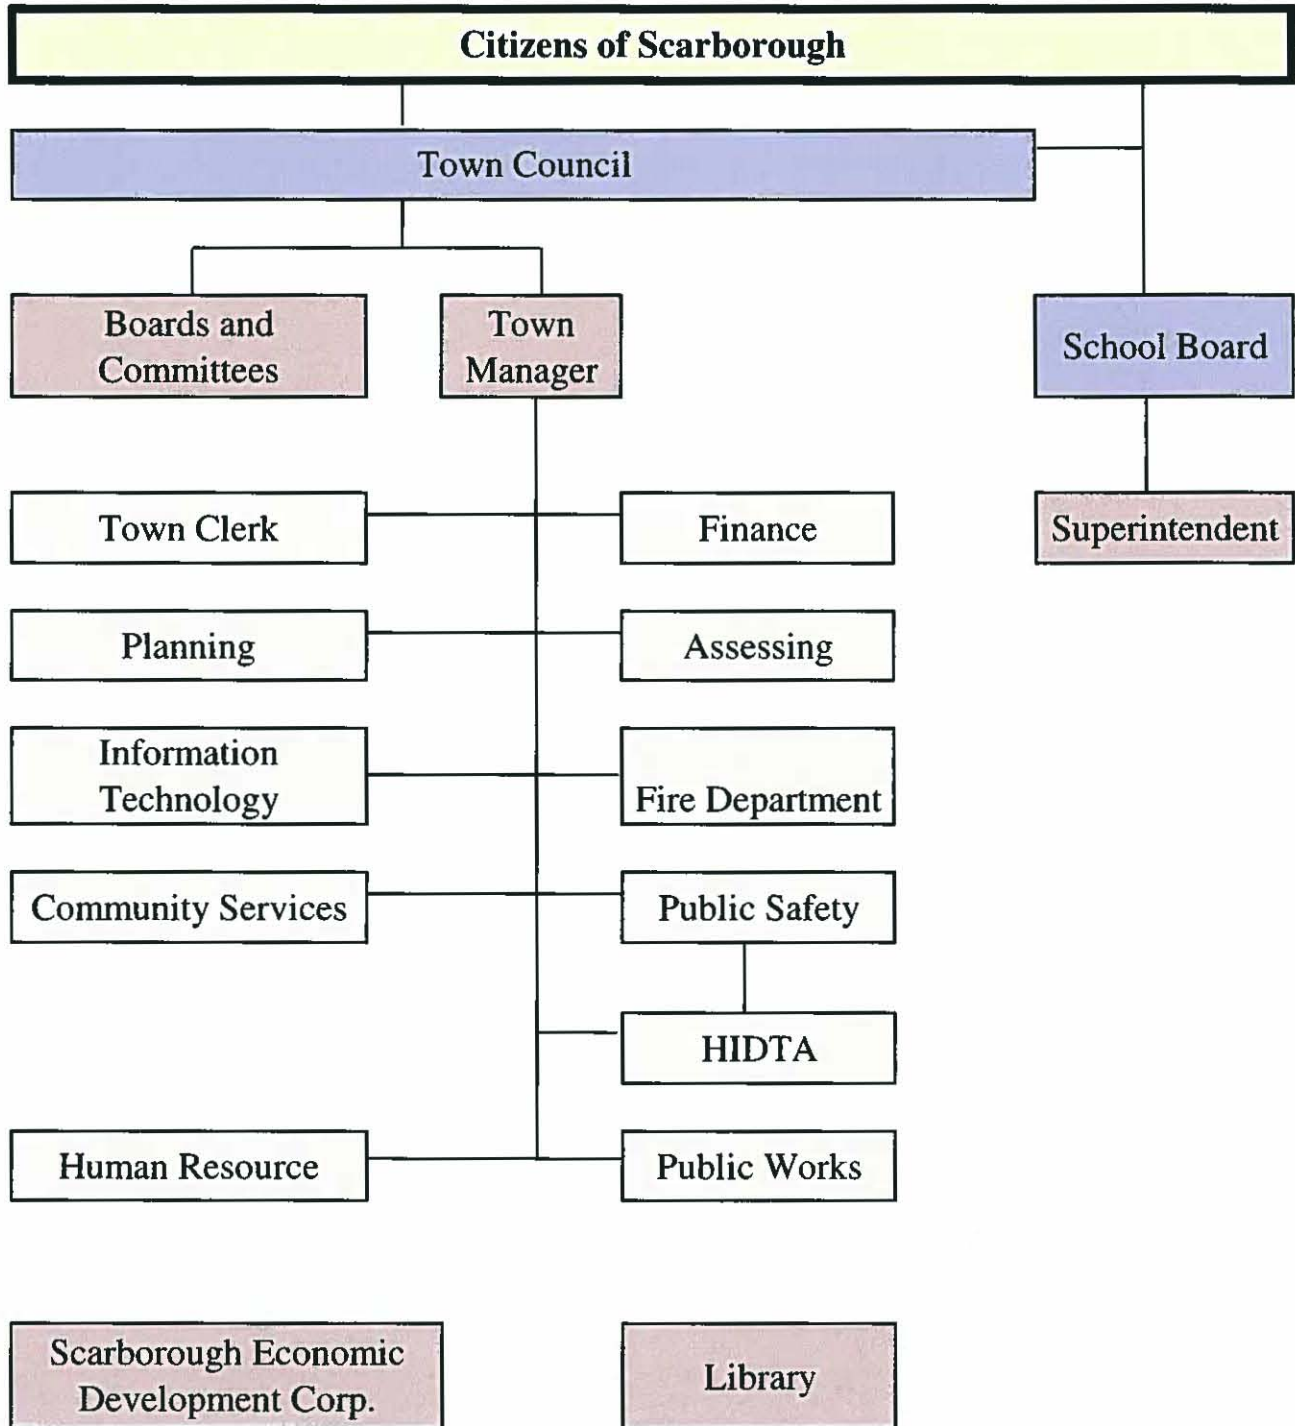 Citizens of Scarborough
Town Council
Boards and
Committees
Town
Manager
School Board
Town Clerk
Finance
Superintendent
Planning
Assessing
Information
Technology
Fire Department
Community Services
Public Safety
HIDTA
Human Resource
Public Works
Scarborough Economic
Development Corp.
Library